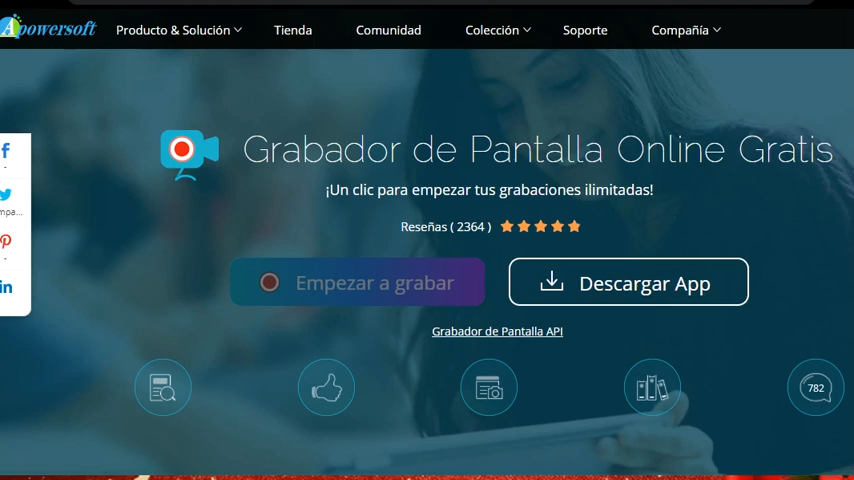 Apowersoft
Producto & Solución
Tienda
Comunidad
Colección
Soporte
Compañía
Grabador de Pantalla Online Gratis
¡Un clic para empezar tus grabaciones ilimitadas!
Reseñas ( 2364 )
Empezar a grabar
Descargar App
Grabador de Pantalla API
mpa...
782